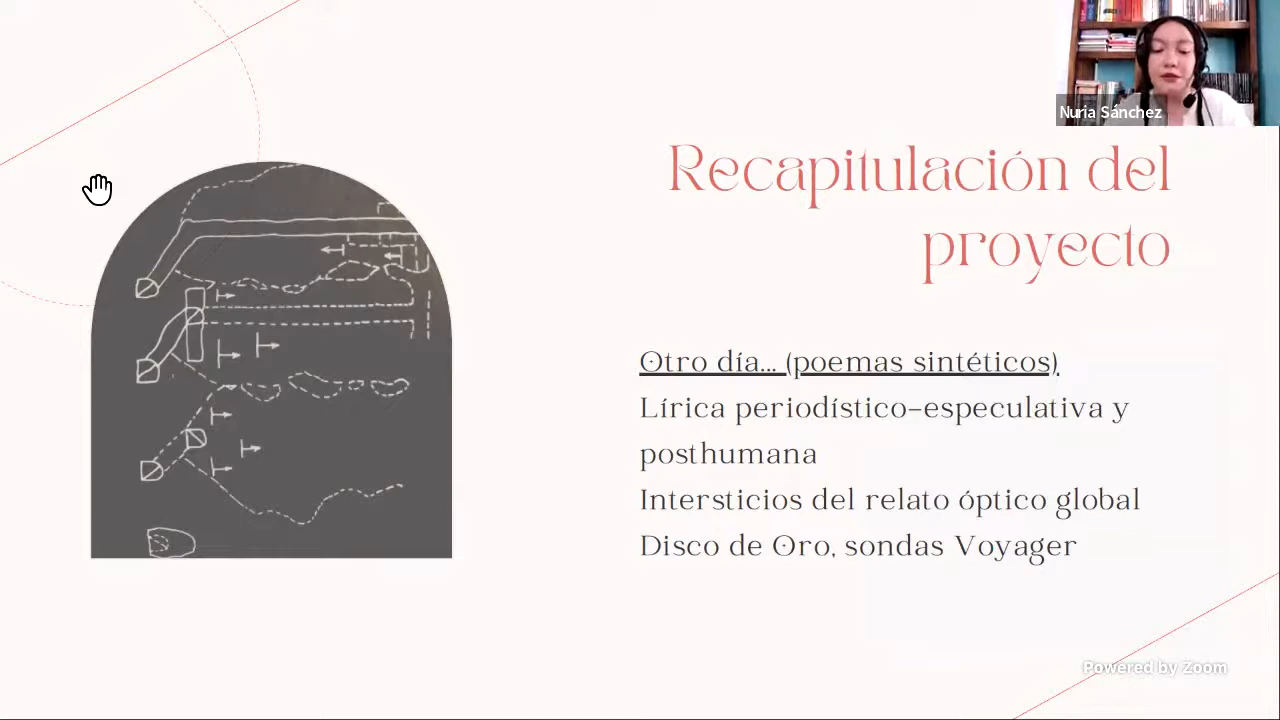 Nuria Sánchez
Recapitulación del
proyecto
Otro día... (poemas sintéticos)
Lírica periodístico-especulativa y
posthumana
Intersticios del relato óptico global
Disco de Oro, sondas Voyager
Powered by Zoom